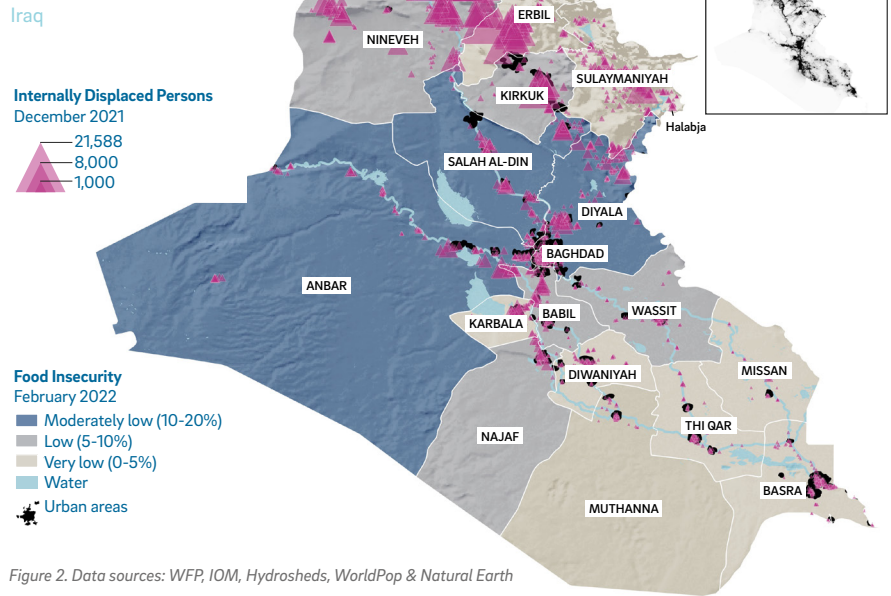 Iraq
ERBIL
NINEVEH
SULAYMANIYAH
KIRKUK
Internally Displaced Persons
December 2021
21,588
8,000
1,000
Halabja
SALAH AL-DIN
DIYALA
BAGHDAD
ANBAR
BABIL
WASSIT
KARBALA
MISSAN
DIWANIYAH
Food Insecurity
February 2022
Moderately low (10-20%)
Low (5-10%)
Very low (0-5%)
Water
Urban areas
THI QAR
NAJAF
BASRA
MUTHANNA
Figure 2. Data sources: WFP, IOM, Hydrosheds, WorldPop & Natural Earth